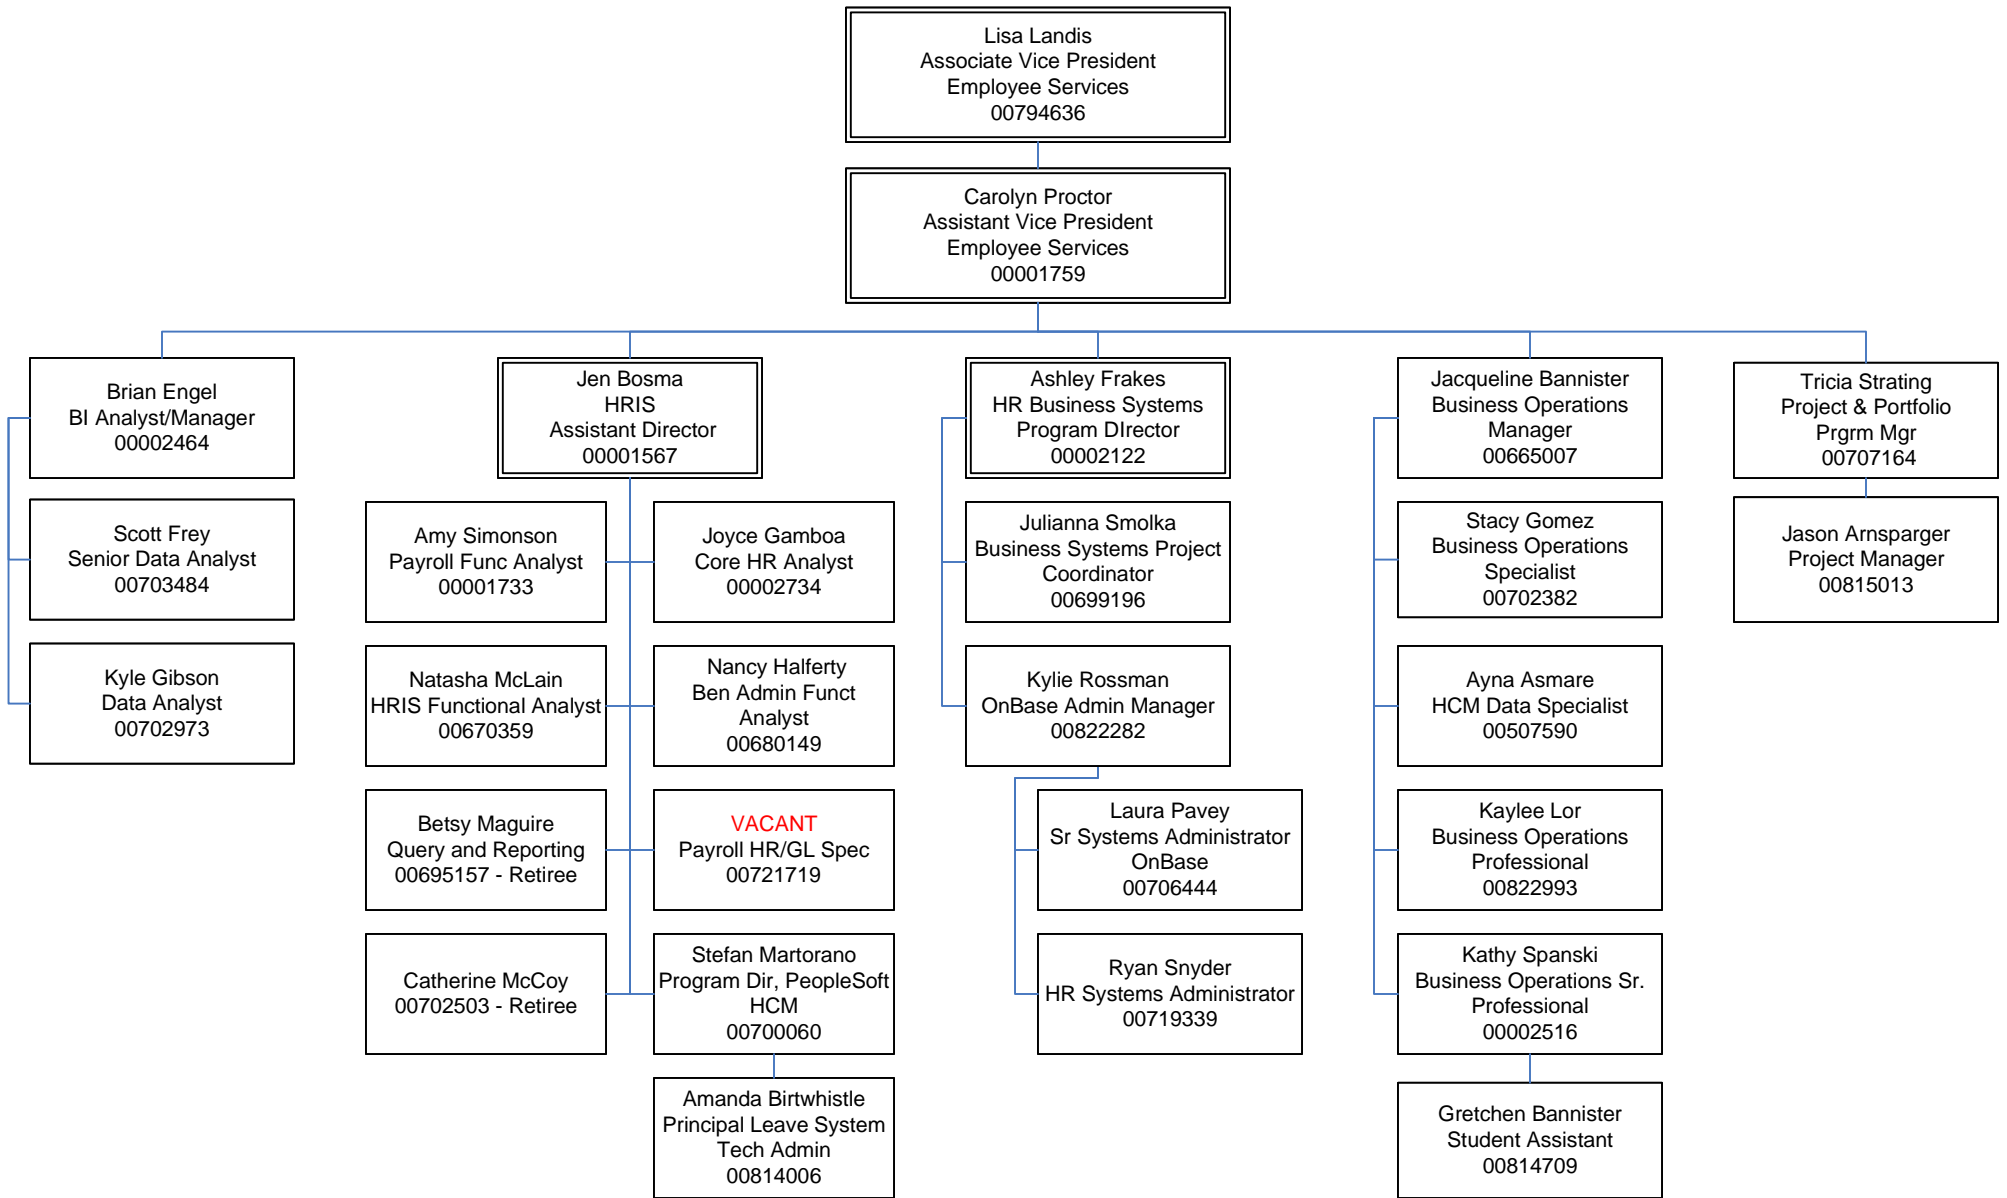 Lisa Landis
Associate Vice President
Employee Services
00794636
Carolyn Proctor
Assistant Vice President
Employee Services
00001759
Brian Engel
BI Analyst/Manager
00002464
Scott Frey
Senior Data Analyst
00703484
Kyle Gibson
Data Analyst
00702973
Jen Bosma
HRIS
Assistant Director
00001567
Amy Simonson
Payroll Func Analyst
00001733
Joyce Gamboa
Core HR Analyst
00002734
Natasha McLain
HRIS Functional Analyst
00670359
Nancy Halferty
Ben Admin Funct
Analyst
00680149
Betsy Maguire
Query and Reporting
00695157 - Retiree
VACANT
Payroll HR/GL Spec
00721719
Catherine McCoy
00702503 - Retiree
Stefan Martorano
Program Dir, PeopleSoft
HCM
00700060
Amanda Birtwhistle
Principal Leave System
Tech Admin
00814006
Ashley Frakes
HR Business Systems
Program DIrector
00002122
Julianna Smolka
Business Systems Project
Coordinator
00699196
Kylie Rossman
OnBase Admin Manager
00822282
Laura Pavey
Sr Systems Administrator
OnBase
00706444
Ryan Snyder
HR Systems Administrator
00719339
Jacqueline Bannister
Business Operations
Manager
00665007
Stacy Gomez
Business Operations
Specialist
00702382
Ayna Asmare
HCM Data Specialist
00507590
Kaylee Lor
Business Operations
Professional
00822993
Kathy Spanski
Business Operations Sr.
Professional
00002516
Gretchen Bannister
Student Assistant
00814709
Tricia Strating
Project & Portfolio
Prgrm Mgr
00707164
Jason Arnsparger
Project Manager
00815013